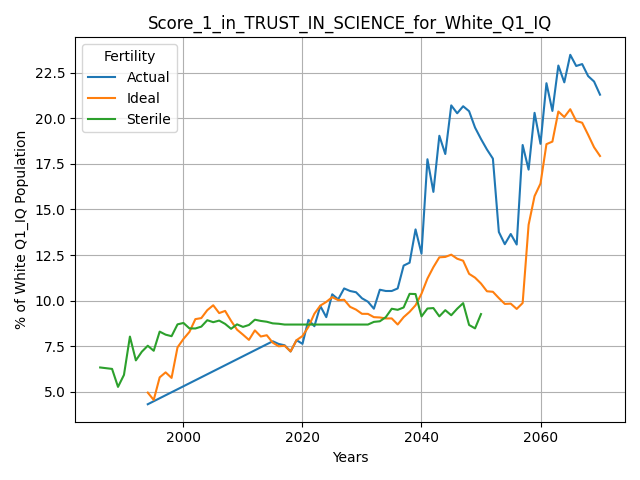 Score_1_in_TRUST_IN_SCIENCE_for_White_Q1_IQ
Fertility
Actual
Ideal
Sterile
% of White Q1_IQ Population
22.5
20.0
17.5
15.0
12.5
10.0
7.5
5.0
2000
2020
2040
2060
Years